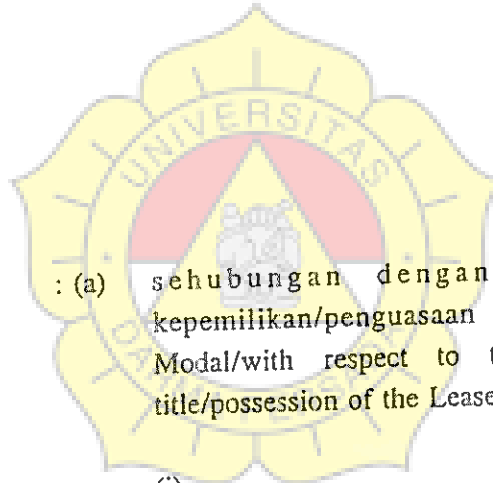 UNIVERSITAS
: (a) sehubungan dengan
kepemilikan/penguasaan
Modal/with respect to t
title/possession of the Lease
(i)